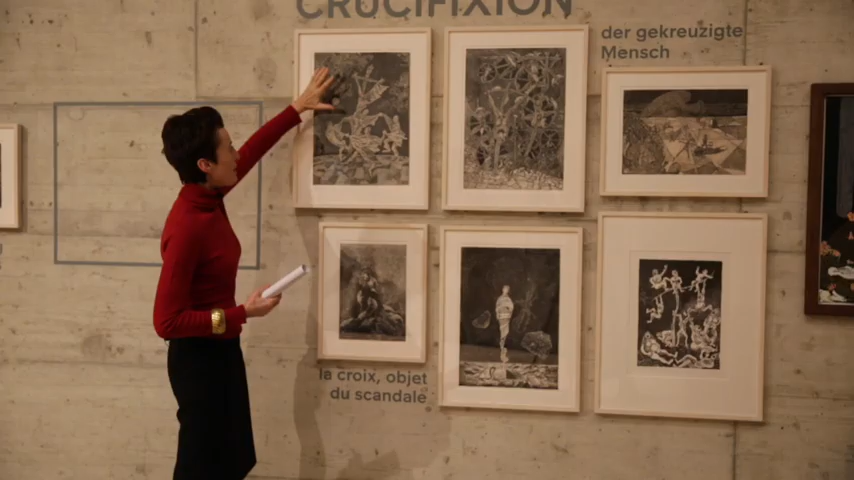 CRUCIFIXION
der gekreuzigte
Mensch
la croix, objet
du scandale